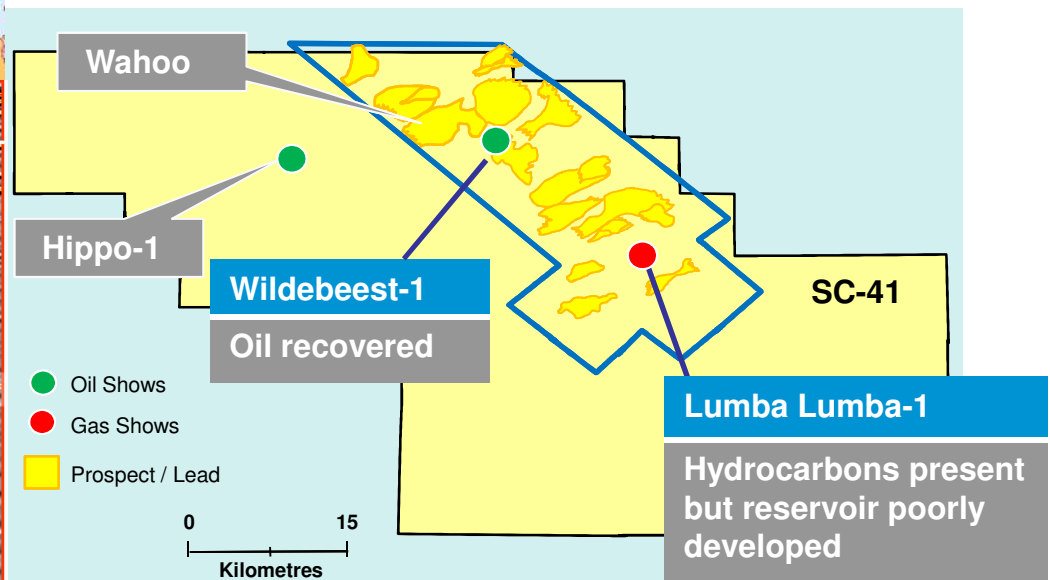 Wahoo
Hippo-1
Wildebeest-1
Oil recovered
SC-41
Oil Shows
Gas Shows
Prospect / Lead
0 15
Kilometres
Lumba Lumba-1
Hydrocarbons present
but reservoir poorly
developed